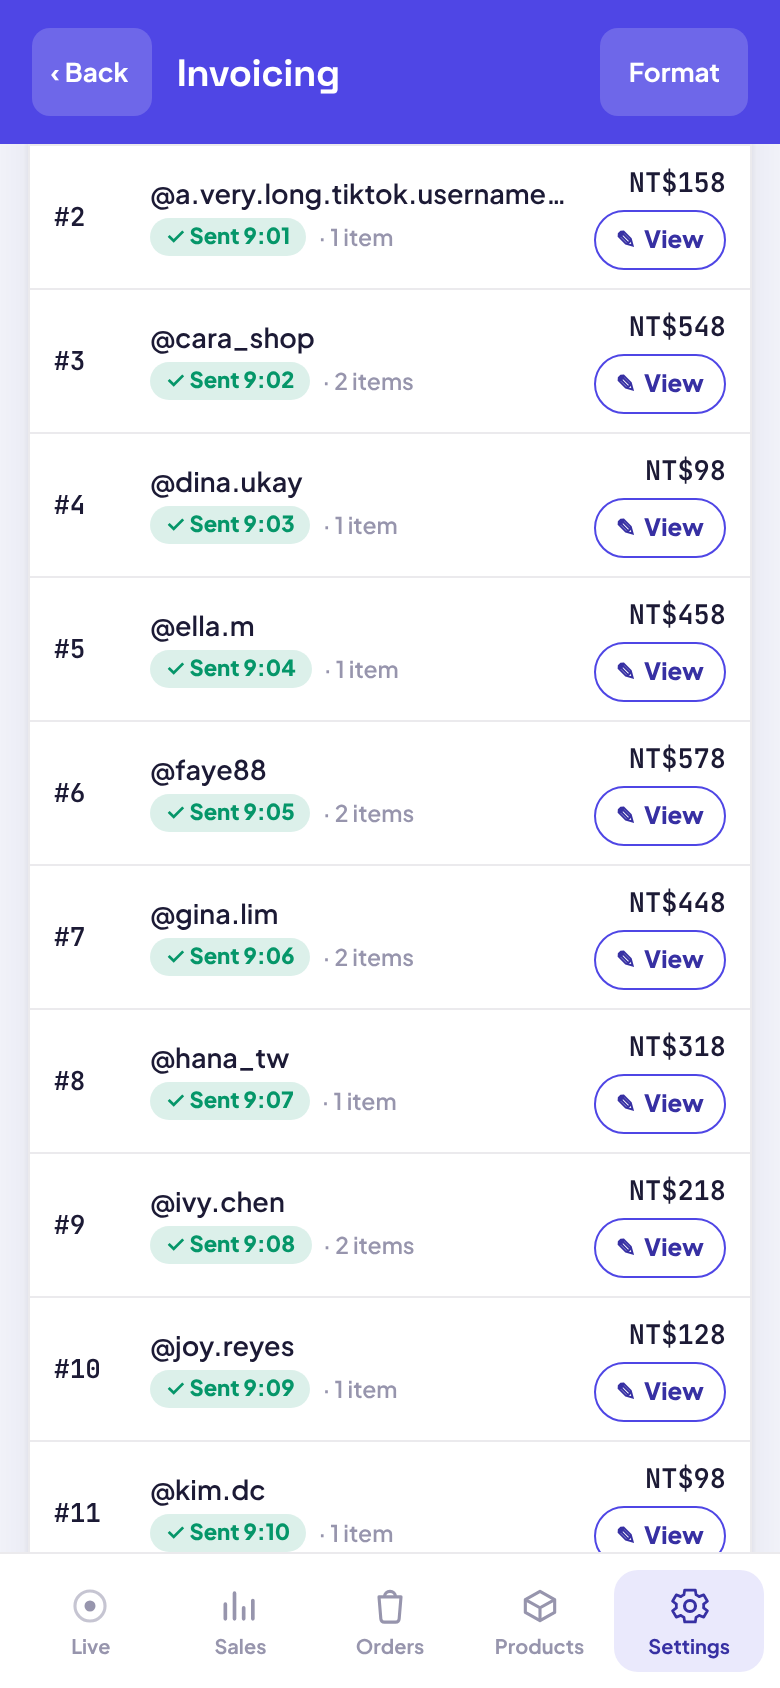 ‹ Back
Invoicing
Format
#2
@a.very.long.tiktok.username…
✓ Sent 9:01 · 1 item
NT$158
✎ View
#3
@cara_shop
✓ Sent 9:02 · 2 items
NT$548
✎ View
#4
@dina.ukay
✓ Sent 9:03 · 1 item
NT$98
✎ View
#5
@ella.m
✓ Sent 9:04 · 1 item
NT$458
✎ View
#6
@faye88
✓ Sent 9:05 · 2 items
NT$578
✎ View
#7
@gina.lim
✓ Sent 9:06 · 2 items
NT$448
✎ View
#8
@hana_tw
✓ Sent 9:07 · 1 item
NT$318
✎ View
#9
@ivy.chen
✓ Sent 9:08 · 2 items
NT$218
✎ View
#10
@joy.reyes
✓ Sent 9:09 · 1 item
NT$128
✎ View
#11
@kim.dc
✓ Sent 9:10 · 1 item
NT$98
✎ View
Live
Sales
Orders
Products
Settings